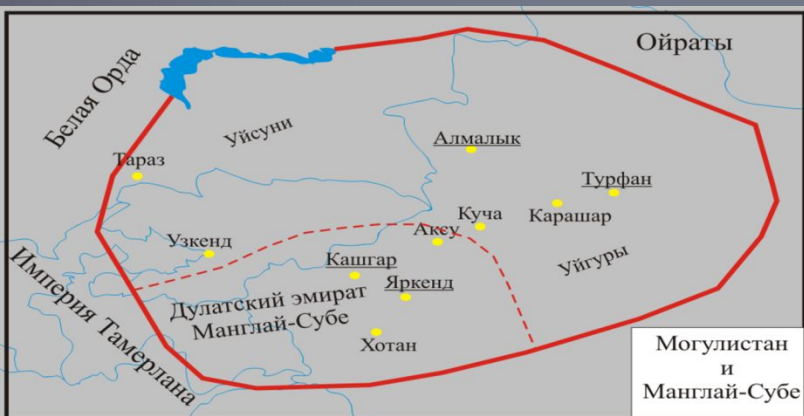 Ойраты
Белая Орда
Уйсуни
Алмалык
Тараз
Турфан
Куча
Карашар
Аксу
Узкенд
Кашгар
Уйгуры
Яркенд
Дулатский эмират
Манглай-Субе
Империя Тамерлана
Хотан
Могулистан
и
Манглай-Субе